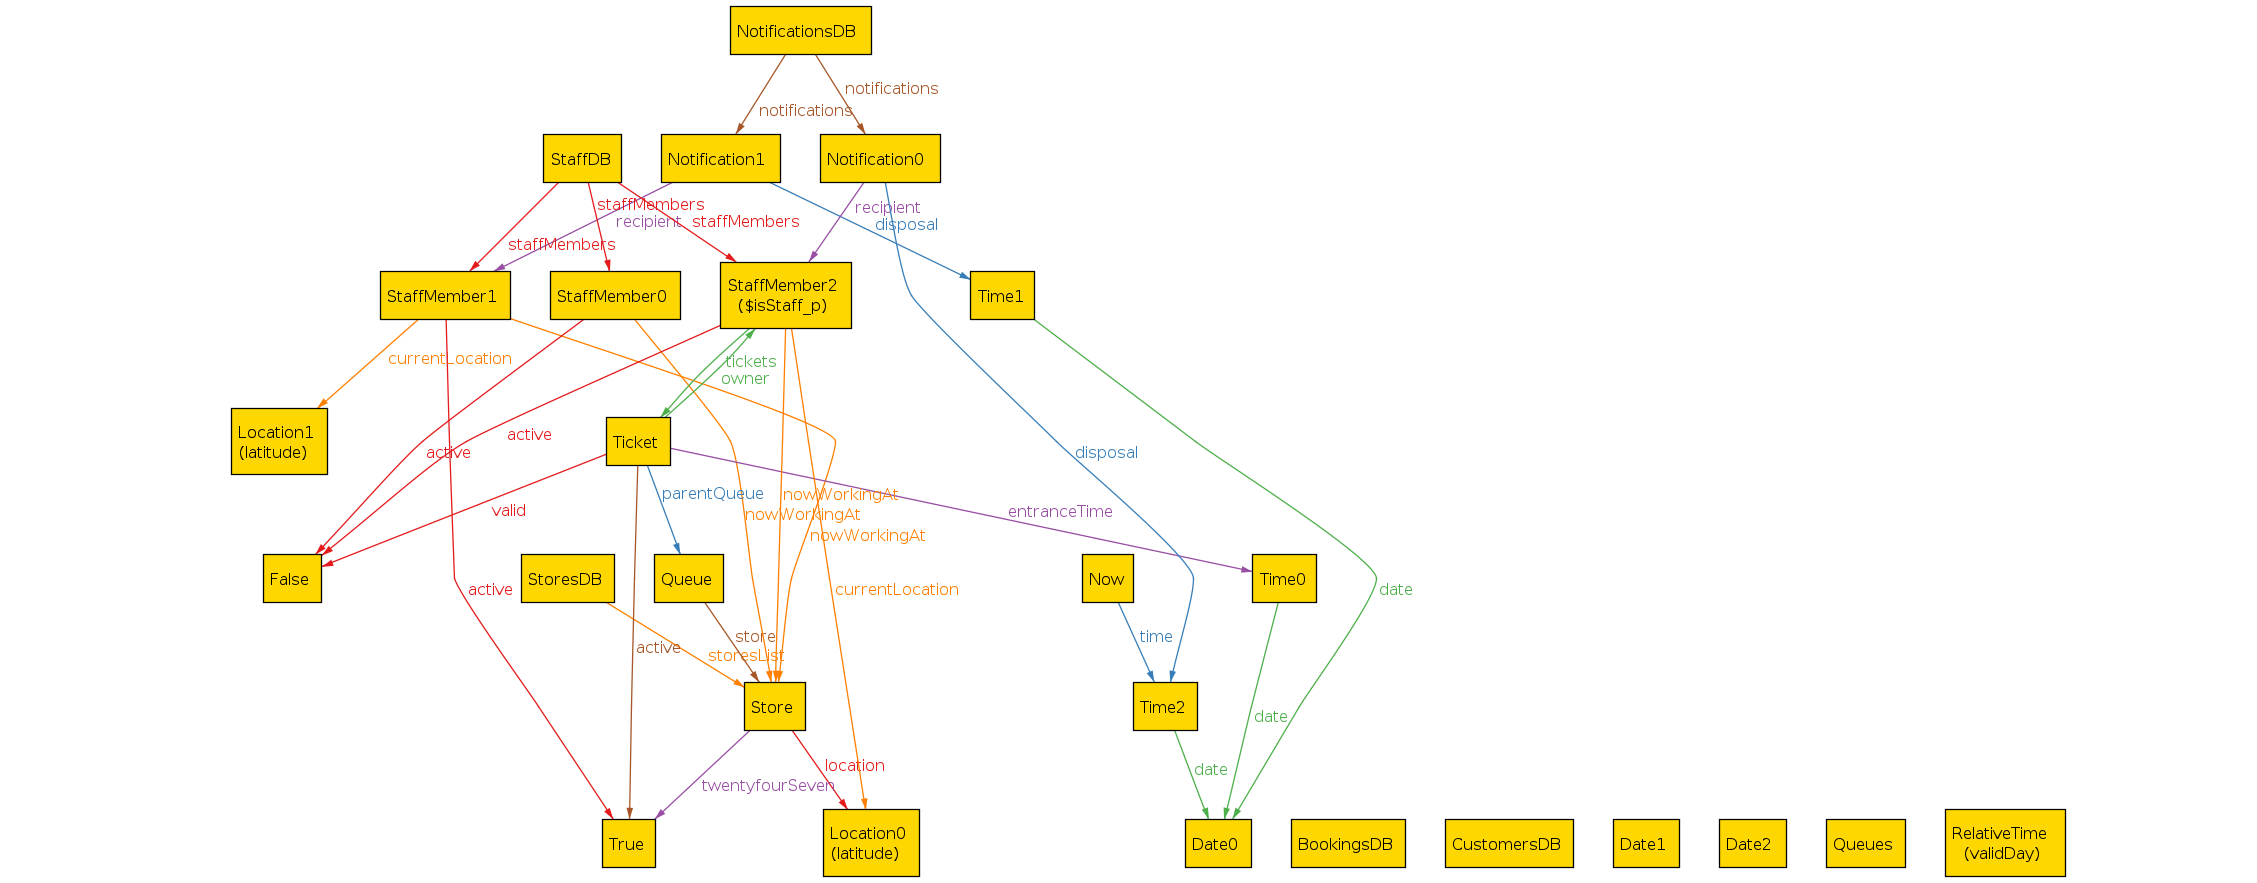 NotificationsDB
notifications
notifications
StaffDB
Notification1
Notification0
staffMembers
recipient
recipient
staffMembers
disposal
staffMembers
StaffMember1
StaffMember0
StaffMember2
($isStaff_p)
Time1
currentLocation
tickets
owner
Location1
(latitude)
active
active
Ticket
disposal
parentQueue
nowWorkingAt
valid
nowWorkingAt
entranceTime
nowWorkingAt
False
StoresDB
Queue
Now
Time0
active
currentLocation
date
store
time
active
storesList
Store
Time2
date
location
date
twentyfourSeven
True
Location0
(latitude)
Date0
BookingsDB
CustomersDB
Date1
Date2
Queues
RelativeTime
(validDay)